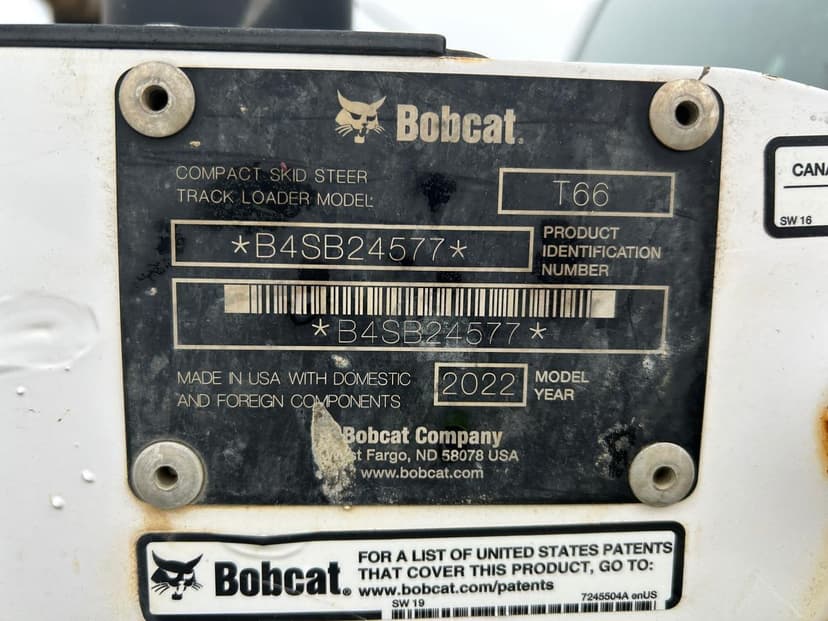 Bobcat.
COMPACT SKID STEER
TRACK LOADER MODEL:
T66
*B4SB24577*
PRODUCT
IDENTIFICATION
NUMBER
*B4SB24577*
MADE IN USA WITH DOMESTIC
AND FOREIGN COMPONENTS
2022
MODEL
YEAR
Bobcat Company
West Fargo, ND 58078 USA
www.bobcat.com
CANA
SW 16
Bobcat.
FOR A LIST OF UNITED STATES PATENTS
THAT COVER THIS PRODUCT, GO TO:
www.bobcat.com/patents
SW 19
7245504A enUS